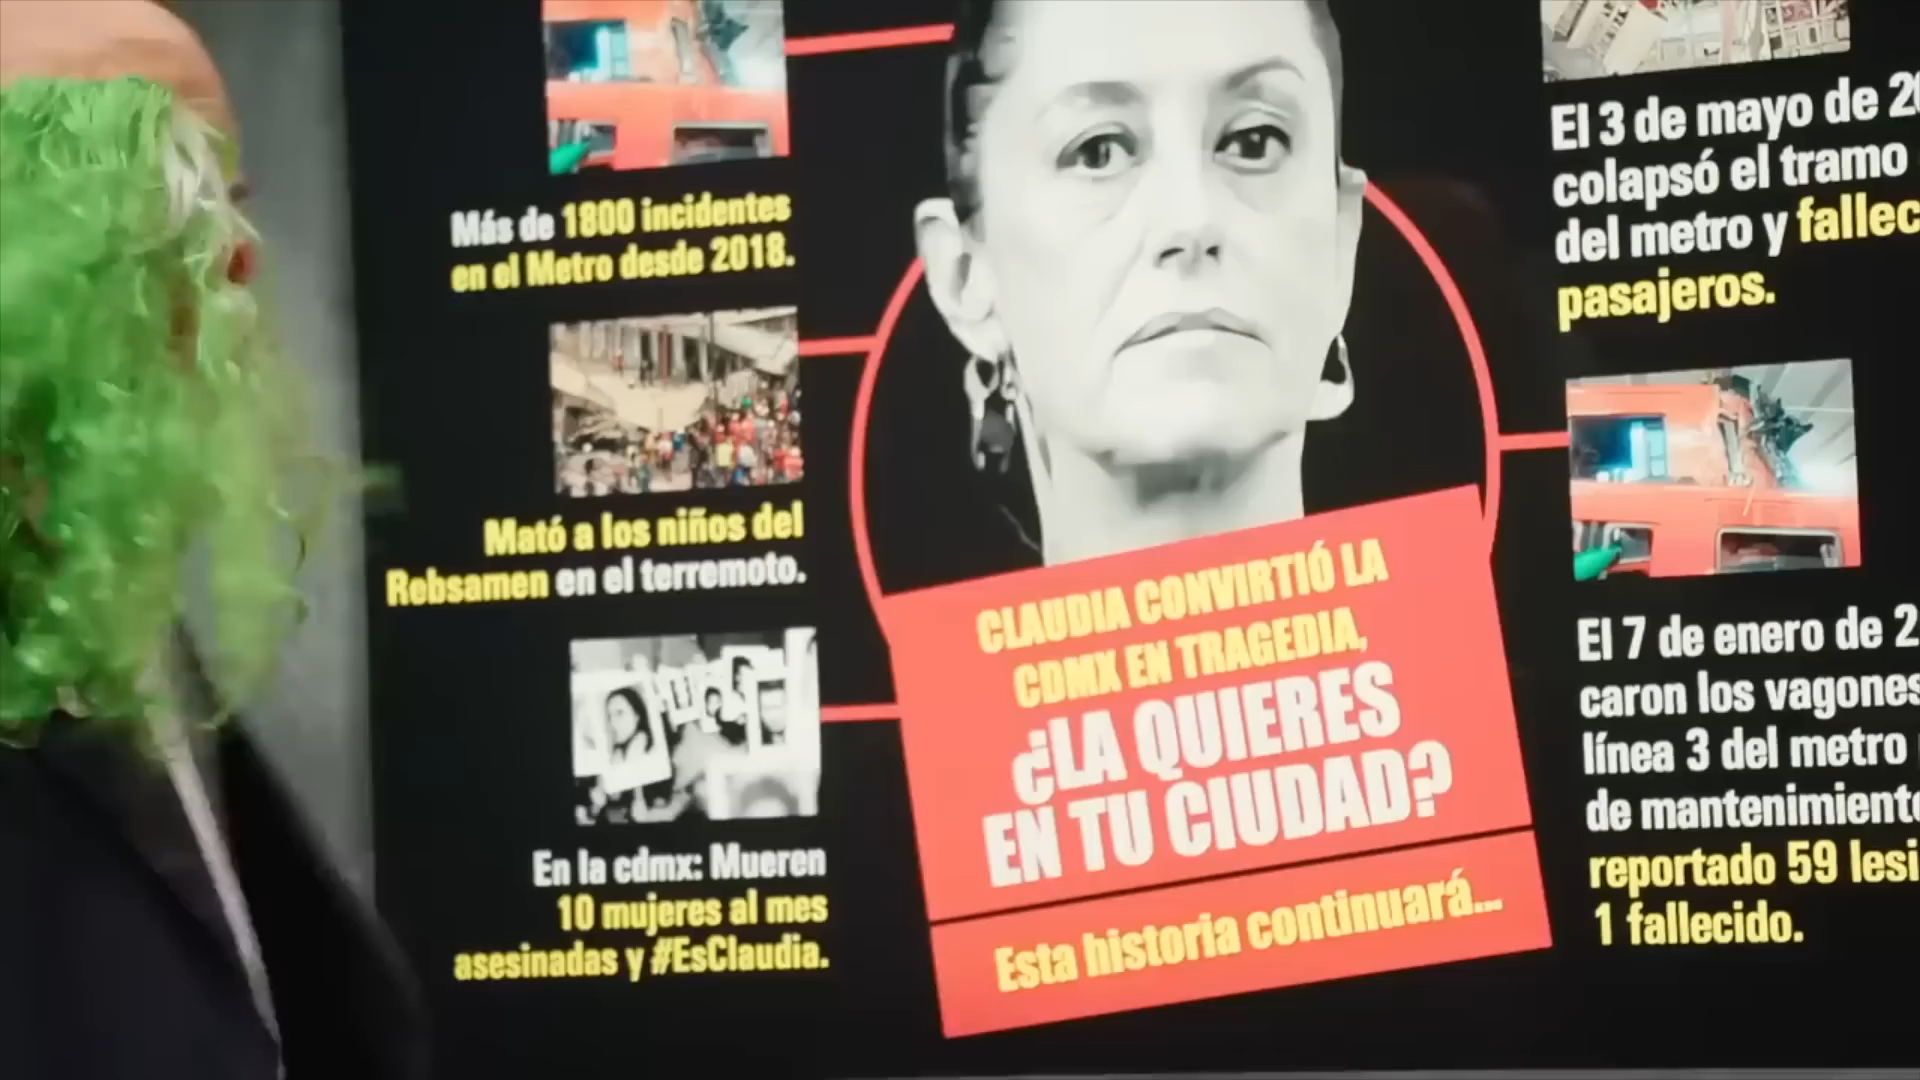 Más de 1800 incidentes
en el Metro desde 2018.
Mató a los niños del
Rebsamen en el terremoto.
En la cdmx: Mueren
10 mujeres al mes
asesinadas y #EsClaudia.
CLAUDIA CONVIRTIÓ LA
CDMX EN TRAGEDIA,
¿LA QUIERES
EN TU CIUDAD?
Esta historia continuará...
El 3 de mayo de
colapsó el tramo
del metro y
pasajeros.
El 7 de enero de
caron los vagones
línea 3 del metro
de mantenimiento
reportado 59
1 fallecido.